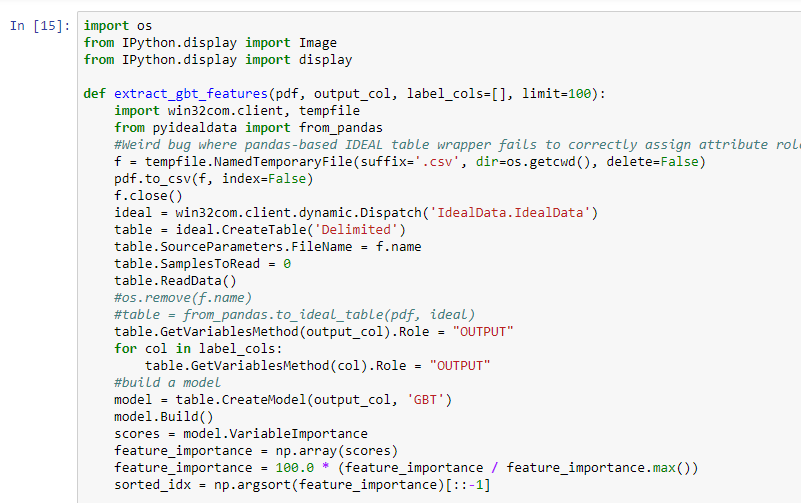 In [15]: import os
from IPython.display import Image
from IPython.display import display
def extract_gbt_features(pdf, output_col, label_cols=[], limit=100):
    import win32com.client, tempfile
    from pyidealdata import from_pandas
    #Weird bug where pandas-based IDEAL table wrapper fails to correctly assign attribute
    f = tempfile.NamedTemporaryFile(suffix='.csv', dir=os.getcwd(), delete=False)
    pdf.to_csv(f, index=False)
    f.close()
    ideal = win32com.client.dynamic.Dispatch('IdealData.IdealData')
    table = ideal.CreateTable('Delimited')
    table.SourceParameters.FileName = f.name
    table.SamplesToRead = 0
    table.ReadData()
    #os.remove(f.name)
    #table = from_pandas.to_ideal_table(pdf, ideal)
    table.GetVariablesMethod(output_col).Role = "OUTPUT"
    for col in label_cols:
        table.GetVariablesMethod(col).Role = "OUTPUT"
    #build a model
    model = table.CreateModel(output_col, 'GBT')
    model.Build()
    scores = model.VariableImportance
    feature_importance = np.array(scores)
    feature_importance = 100.0 * (feature_importance / feature_importance.max())
    sorted_idx = np.argsort(feature_importance)[::-1]